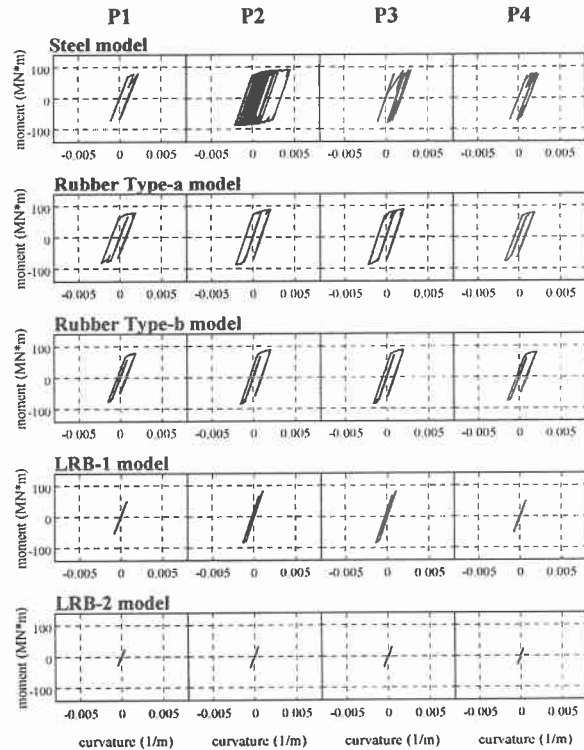 P1 P2 P3 P4
Steel model
moment (MN*m)
100
0
-100
-0.005 0 0.005 -0.005 0 0.005 -0.005 0 0.005 -0.005 0 0.005
Rubber Type-a model
moment (MN*m)
100
0
-100
-0.005 0 0.005 -0.005 0 0.005 -0.005 0 0.005 -0.005 0 0.005
Rubber Type-b model
moment (MN*m)
100
0
-100
-0.005 0 0.005 -0.005 0 0.005 -0.005 0 0.005 -0.005 0 0.005
LRB-1 model
moment (MN*m)
100
0
-100
-0.005 0 0.005 -0.005 0 0.005 -0.005 0 0.005 -0.005 0 0.005
LRB-2 model
moment (MN*m)
100
0
-100
-0.005 0 0.005 -0.005 0 0.005 -0.005 0 0.005 -0.005 0 0.005
curvature (1/m) curvature (1/m) curvature (1/m) curvature (1/m)